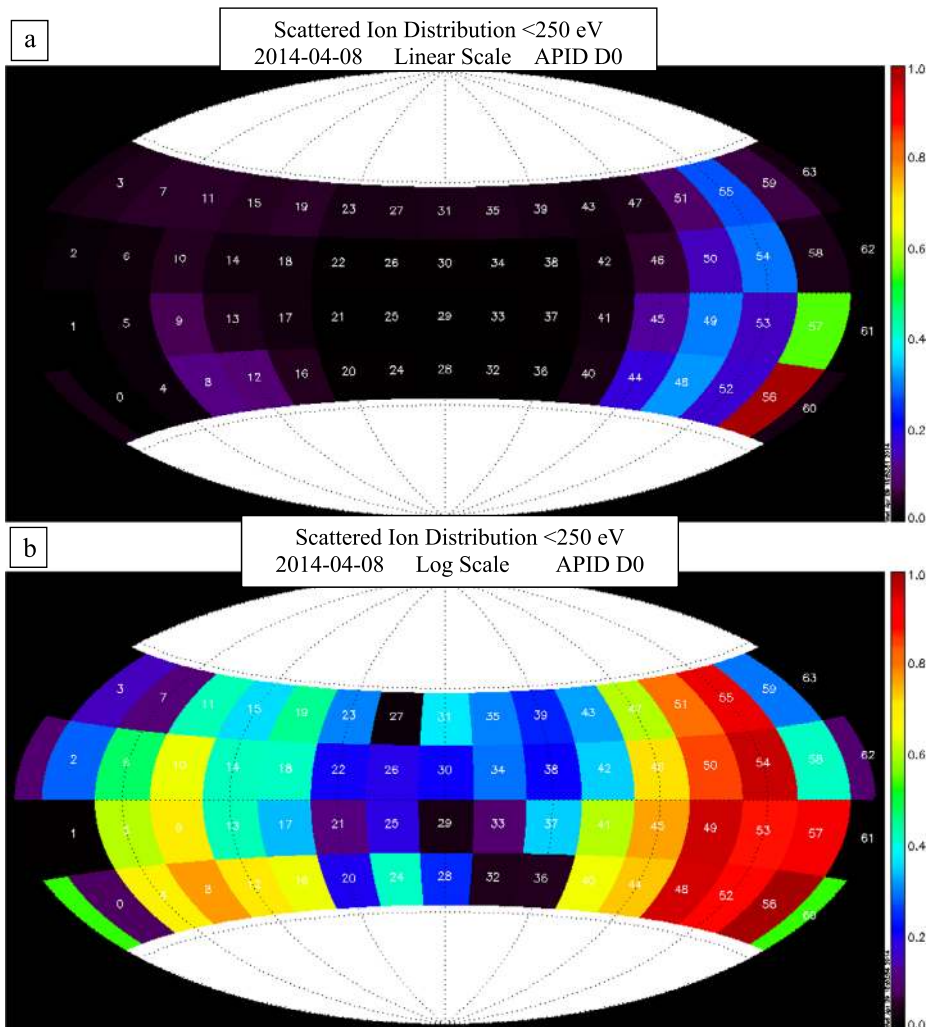 a
Scattered Ion Distribution <250 eV
2014-04-08 Linear Scale APID D0
1.0
0.8
0.6
0.4
0.2
0.0
3 7 11 15 19 23 27 31 35 39 43 47 51 55 59 63
2 6 10 14 18 22 26 30 34 38 42 46 50 54 58 62
1 5 9 13 17 21 25 29 33 37 41 45 49 53 57 61
0 4 8 12 16 20 24 28 32 36 40 44 48 52 56 60
b
Scattered Ion Distribution <250 eV
2014-04-08 Log Scale APID D0
1.0
0.8
0.6
0.4
0.2
0.0
3 7 11 15 19 23 27 31 35 39 43 47 51 55 59 63
2 6 10 14 18 22 26 30 34 38 42 46 50 54 58 62
1 5 9 13 17 21 25 29 33 37 41 45 49 53 57 61
0 4 8 12 16 20 24 28 32 36 40 44 48 52 56 60